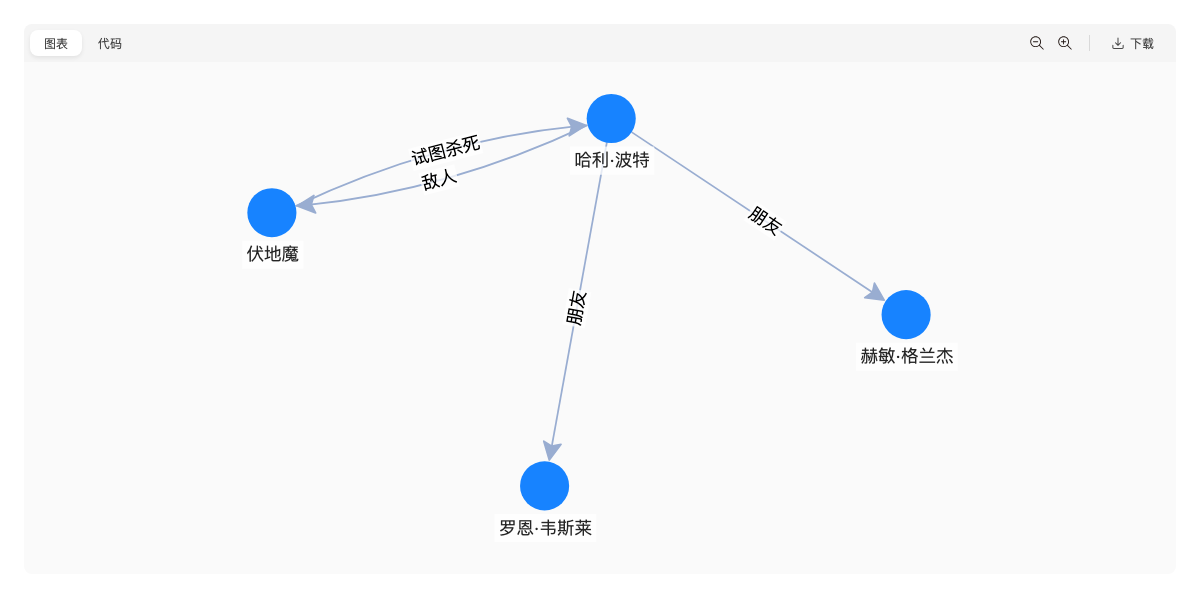 图表
代码
下载
哈利·波特
试图杀死
敌人
朋友
伏地魔
朋友
赫敏·格兰杰
罗恩·韦斯莱